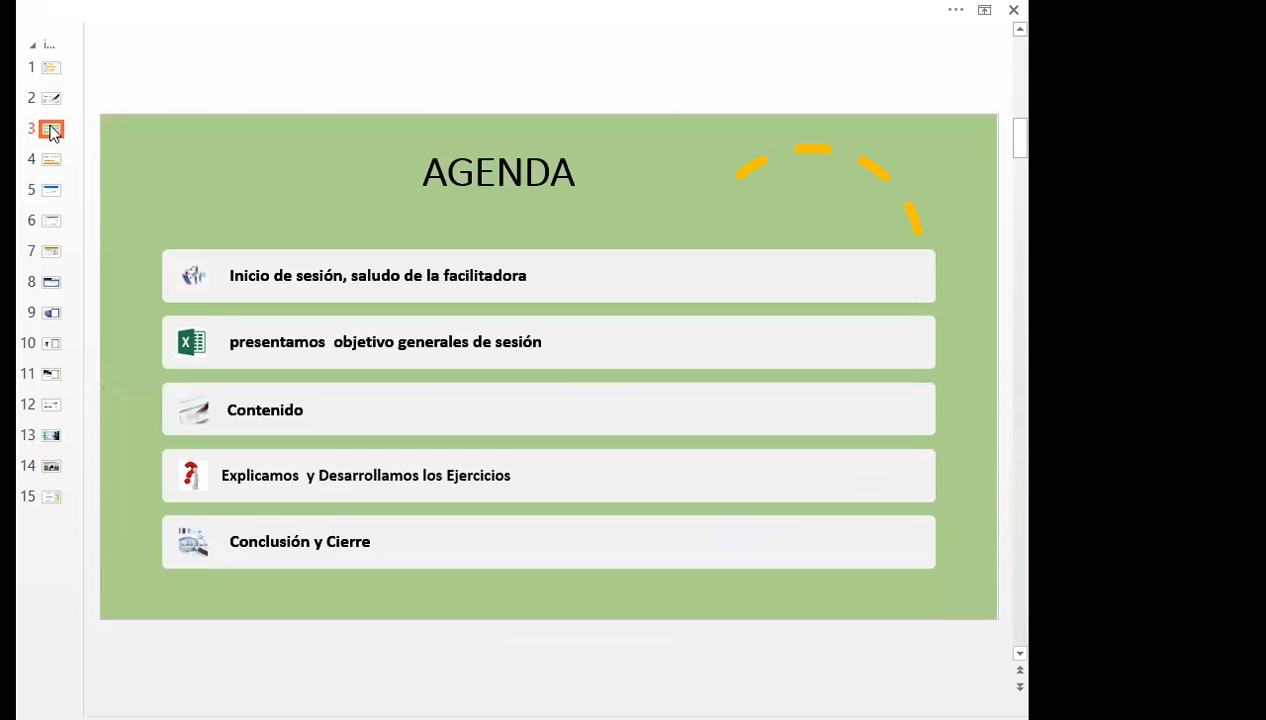 i...
1
2
3
4
5
6
7
8
9
10
11
12
13
14
15
AGENDA
Inicio de sesión, saludo de la facilitadora
presentamos  objetivo generales de sesión
Contenido
Explicamos  y Desarrollamos los Ejercicios
Conclusión y Cierre